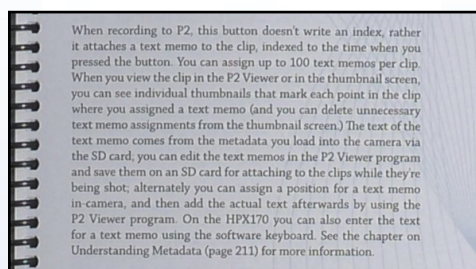 When recording to P2, this button doesn't write an index, rather
it attaches a text memo to the clip, indexed to the time when you
pressed the button. You can assign up to 100 text memos per clip.
When you view the clip in the P2 Viewer or in the thumbnail screen,
you can see individual thumbnails that mark each point in the clip
where you assigned a text memo (and you can delete unnecessary
text memo assignments from the thumbnail screen.) The text of the
text memo comes from the metadata you load into the camera via
the SD card; you can edit the text memos in the P2 Viewer program
and save them on an SD card for attaching to the clips while they're
being shot; alternately you can assign a position for a text memo
in-camera, and then add the actual text afterwards by using the
P2 Viewer program. On the HPX170 you can also enter the text
for a text memo using the software keyboard. See the chapter on
Understanding Metadata (page 211) for more information.